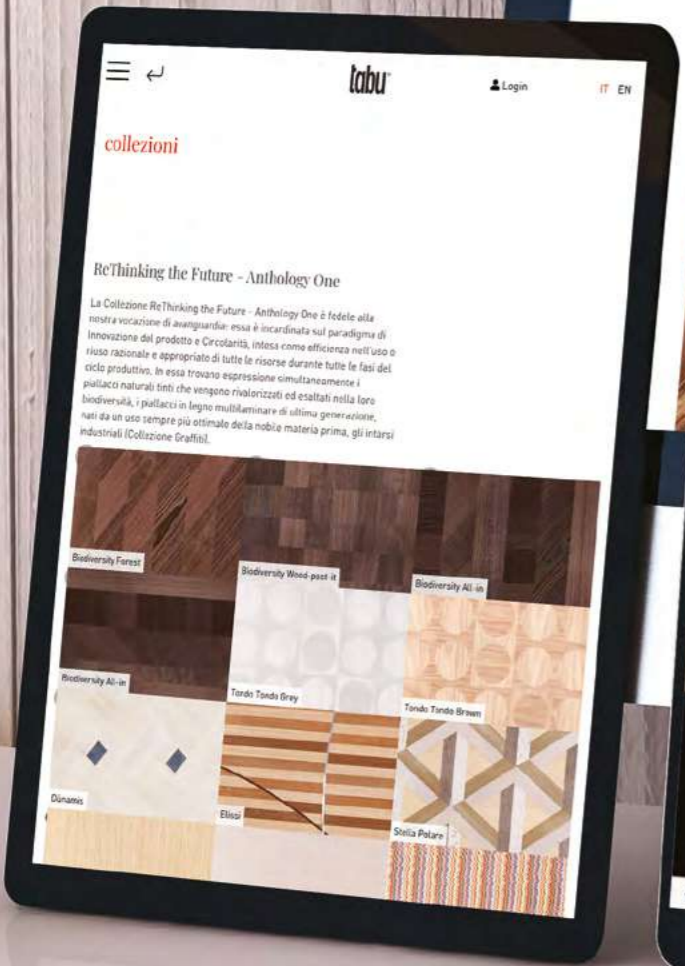 tabu
Login
IT EN
collezioni
ReThinking the Future - Anthology One
La Collezione ReThinking the Future - Anthology One è fedele alla
nostra vocazione di avanguardia: essa è incardinata sul paradigma di
Innovazione del prodotto e Circolarità, intesa come efficienza nell'uso e
riuso razionale e appropriato di tutte le risorse durante tutte le fasi del
ciclo produttivo. In essa trovano espressione simultaneamente i
piallacci naturali tinti che vengono rivalorizzati ed esaltati nella loro
biodiversità, i piallacci in legno multilaminare di ultima generazione,
nati da un uso sempre più ottimale della nobile materia prima, gli intarsi
industriali (Collezione Graffiti).
Biodiversity Forest
Biodiversity Wood-post-it
Biodiversity All-in
Biodiversity All-in
Tondo Tondo Grey
Tondo Tondo Brown
Dùnamis
Elissi
Stella Polare